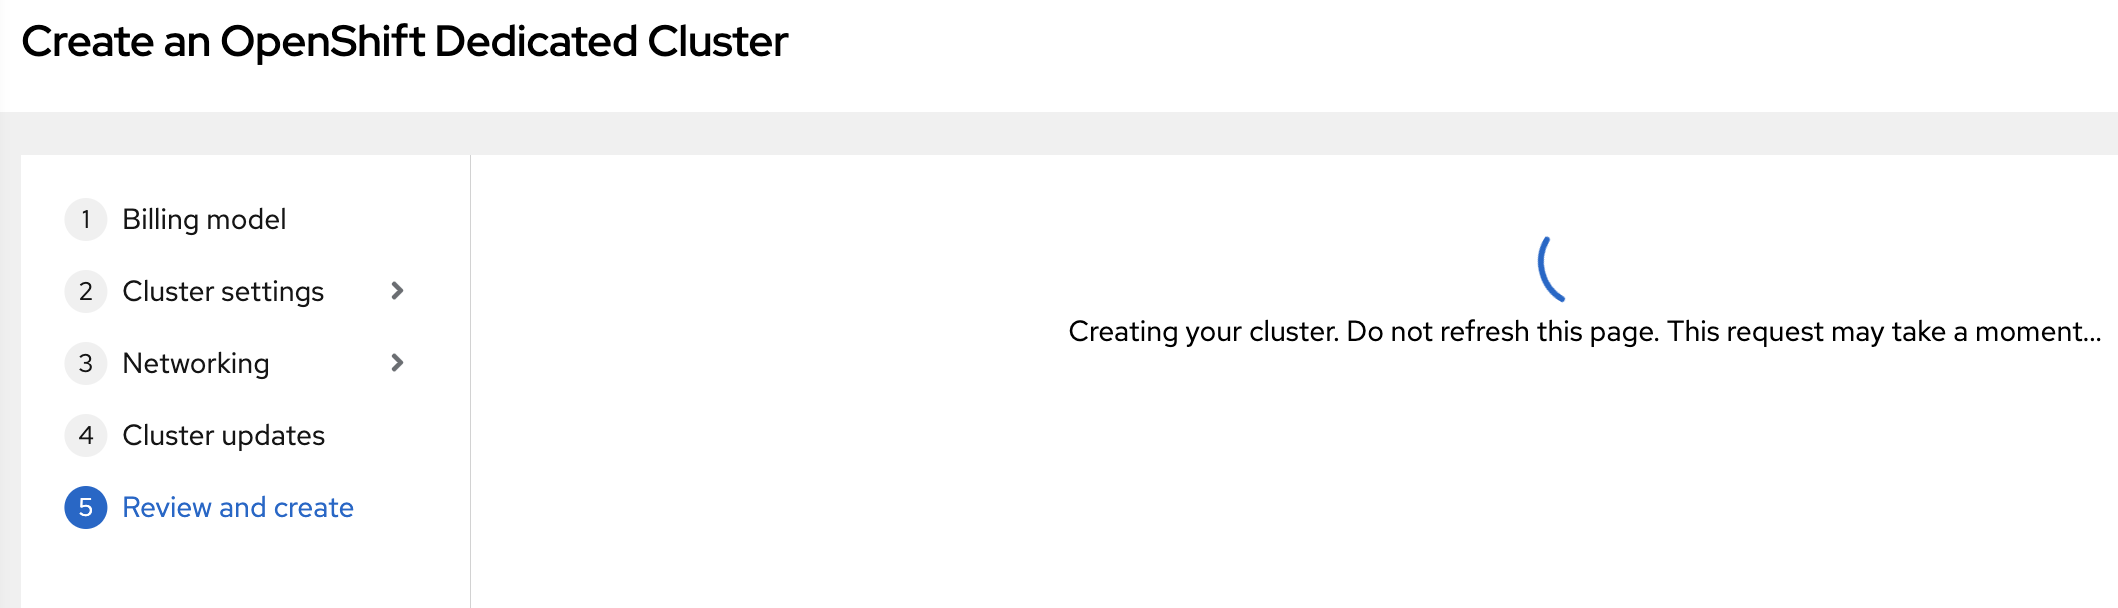 Create an OpenShift Dedicated Cluster
1 Billing model
2 Cluster settings
3 Networking
4 Cluster updates
5 Review and create
Creating your cluster. Do not refresh this page. This request may take a moment...